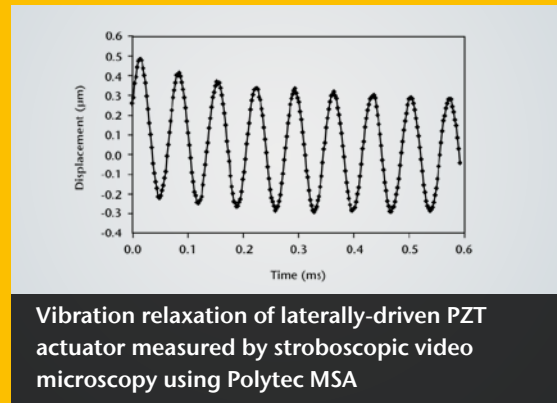 0.6
0.5
0.4
0.3
0.2
0.1
0.0
-0.1
-0.2
-0.3
-0.4
Displacement (µm)
0.0 0.1 0.2 0.3 0.4 0.5 0.6
Time (ms)
Vibration relaxation of laterally-driven PZT
actuator measured by stroboscopic video
microscopy using Polytec MSA